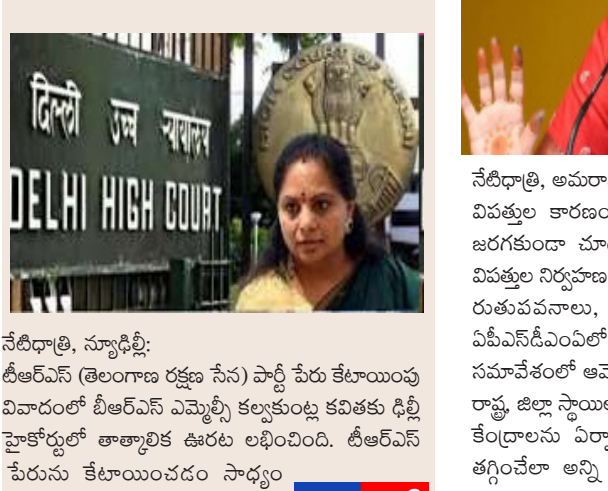 दिल्ली उच्च न्यायालय
DELHI HIGH COURT
నేటిధాత్రి, న్యూఢిల్లీ:
టీఆర్ఎస్ (తెలంగాణ రక్షణ సేన) పార్టీ పేరు కేటాయింపు
వివాదంలో బీఆర్ఎస్ ఎమ్మెల్సీ కల్వకుంట్ల కవితకు ఢిల్లీ
హైకోర్టులో తాత్కాలిక ఊరట లభించింది. టీఆర్ఎస్
పేరును కేటాయించడం సాధ్యం
నేటిధాత్రి, అమరా
విపత్తుల కారణం
జరగకుండా చూ
విపత్తుల నిర్వహణ
రుతుపవనాలు,
ఏపీఎస్‌డీఎంఏలో
సమావేశంలో ఆమె
రాష్ట్ర, జిల్లా స్థాయి
కేంద్రాలను ఏర్పా
తగ్గించేలా అన్ని